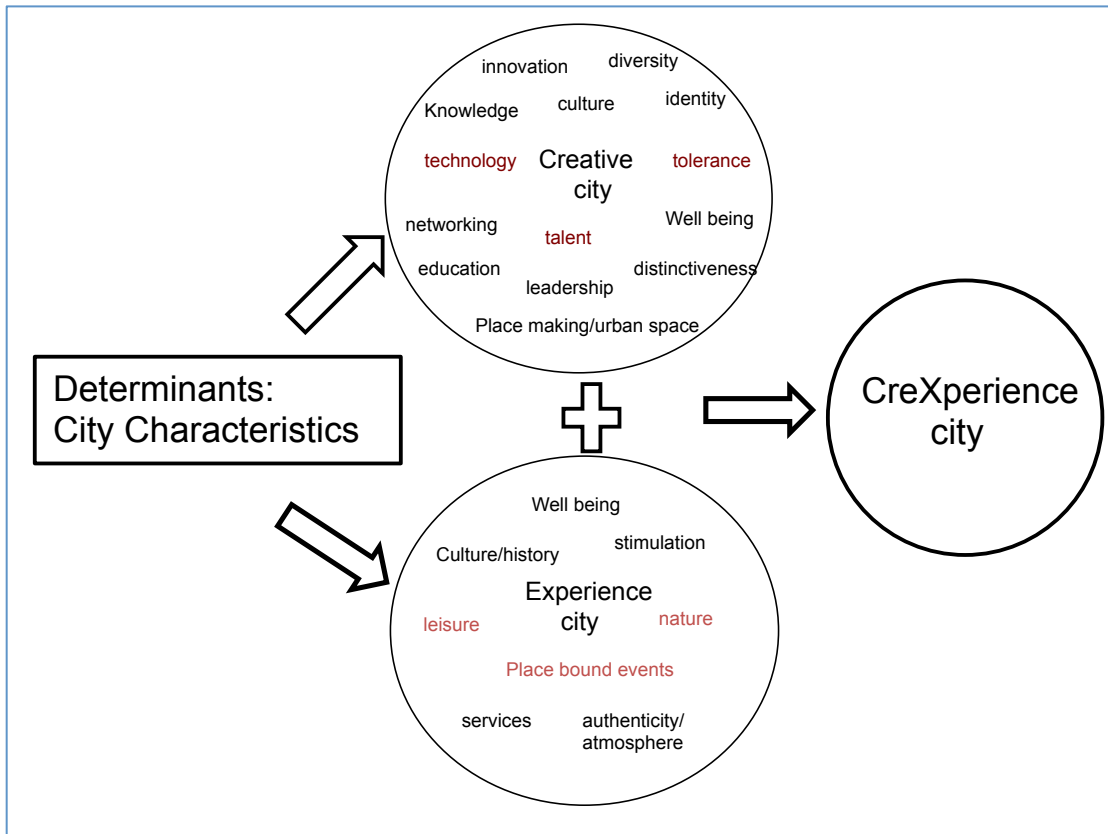 innovation
diversity
Knowledge
culture
identity
technology
Creative
city
tolerance
networking
talent
Well being
education
leadership
distinctiveness
Place making/urban space
Determinants:
City Characteristics
CreXperience
city
Well being
Culture/history
stimulation
Experience
city
leisure
nature
Place bound events
services
authenticity/
atmosphere